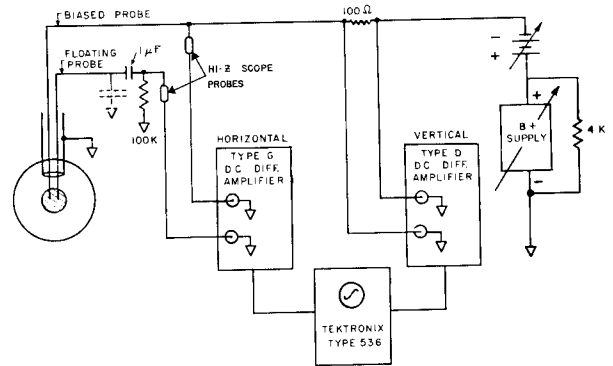 BIASED PROBE
100Ω
FLOATING
PROBE
1μF
HI-Z SCOPE
PROBES
100K
HORIZONTAL
TYPE G
DC DIFF.
AMPLIFIER
VERTICAL
TYPE D
DC DIFF.
AMPLIFIER
-
+
+
B+
SUPPLY
-
4 K
TEKTRONIX
TYPE 536